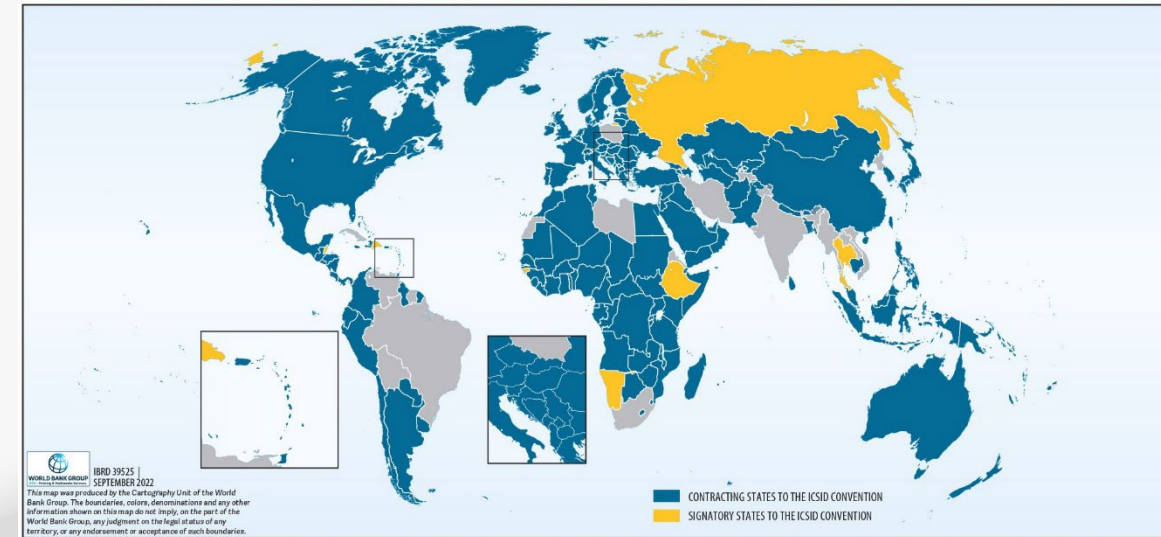 WORLD BANK GROUP
IBRD 39525 |
SEPTEMBER 2022
This map was produced by the Cartography Unit of the World
Bank Group. The boundaries, colors, denominations and any other
information shown on this map do not imply, on the part of the
World Bank Group, any judgment on the legal status of any
territory, or any endorsement or acceptance of such boundaries.
CONTRACTING STATES TO THE ICSID CONVENTION
SIGNATORY STATES TO THE ICSID CONVENTION